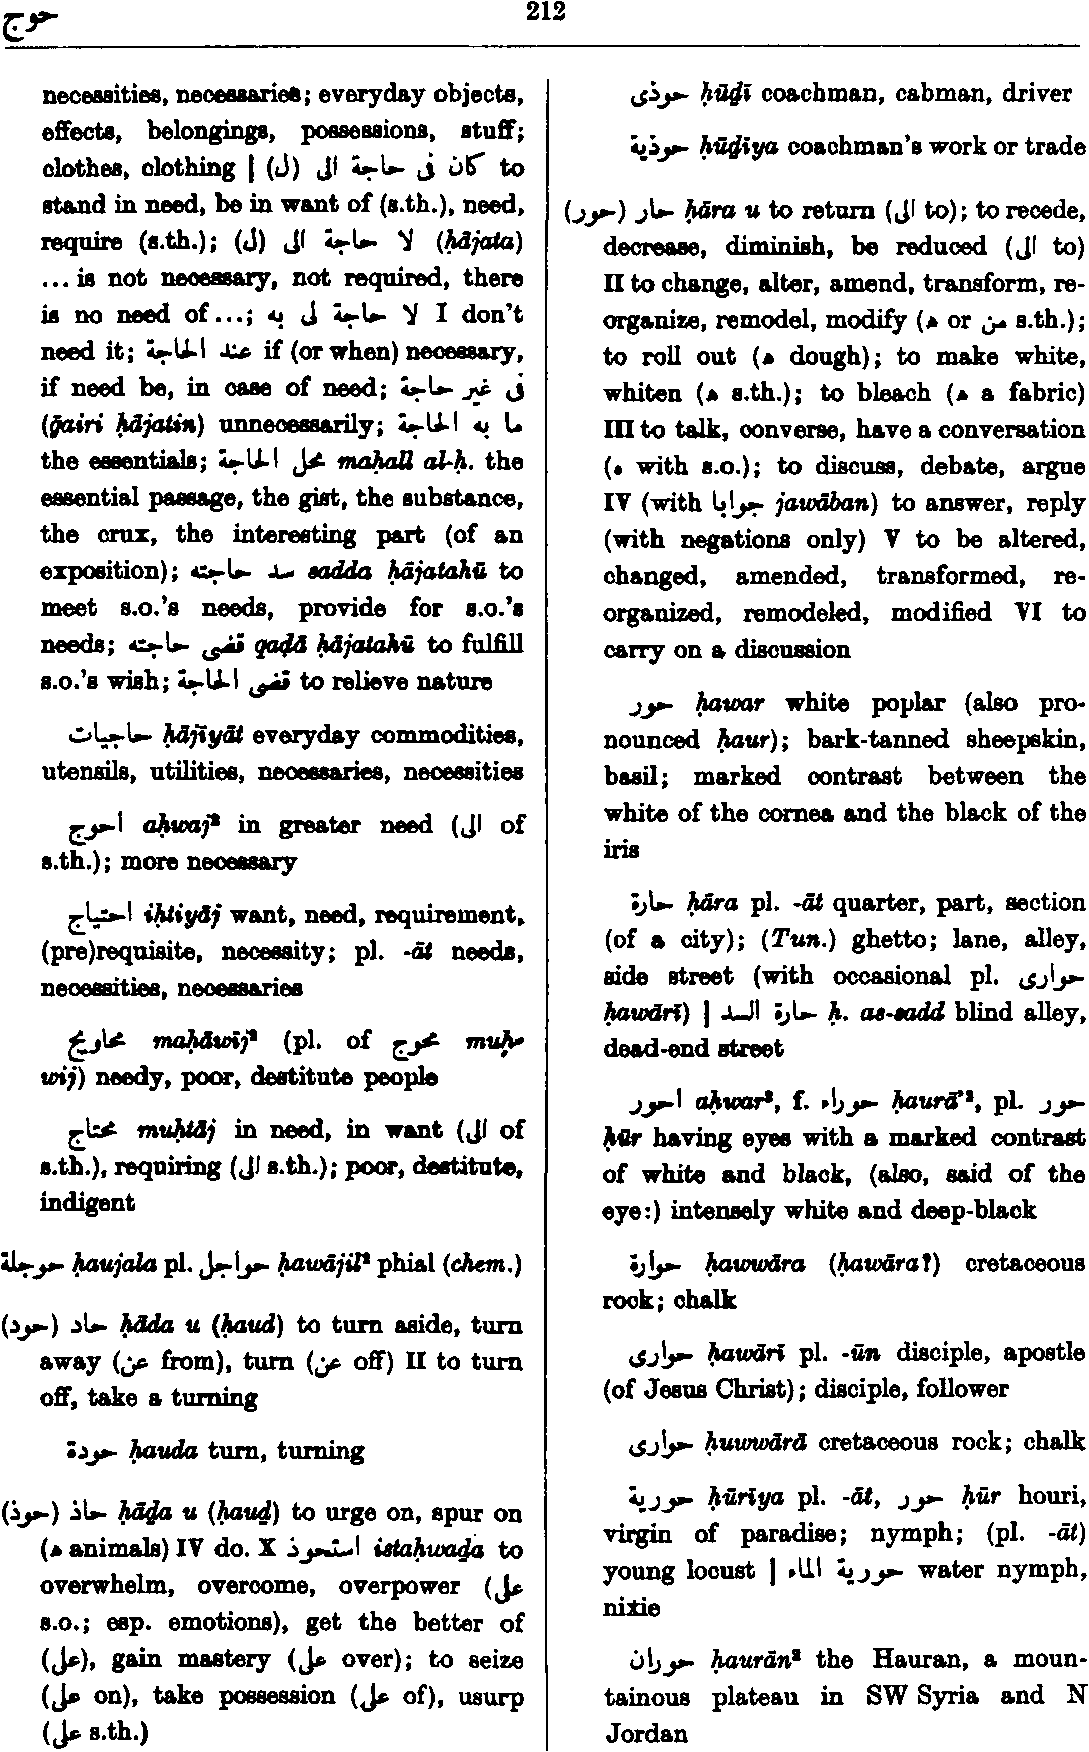 حوج
212
necessities, necessaries; everyday objects,
effects, belongings, possessions, stuff;
clothes, clothing | كان فى حاجة الى (ل) to
stand in need, be in want of (s.th.), need,
require (s.th.); لا حاجة الى (ل) (ḥājata)
... is not necessary, not required, there
is no need of...; لا حاجة لى به I don't
need it; عند الحاجة if (or when) necessary,
if need be, in case of need; فى غير حاجة
(ḡairi ḥājatin) unnecessarily; ما به الحاجة
the essentials; محل الحاجة maḥall al-ḥ. the
essential passage, the gist, the substance,
the crux, the interesting part (of an
exposition); سد حاجته sadda ḥājatahū to
meet s.o.'s needs, provide for s.o.'s
needs; قضى حاجته qaḍā ḥājatahū to fulfill
s.o.'s wish; قضى الحاجة to relieve nature
حاجيات ḥājīyāt everyday commodities,
utensils, utilities, necessaries, necessities
احوج aḥwaj² in greater need (الى of
s.th.); more necessary
احتياج iḥtiyāj want, need, requirement,
(pre)requisite, necessity; pl. -āt needs,
necessities, necessaries
محاويج maḥāwīj² (pl. of محوج muḥ-
wij) needy, poor, destitute people
محتاج muḥtāj in need, in want (الى of
s.th.), requiring (الى s.th.); poor, destitute,
indigent
حوجلة ḥaujala pl. حواجل ḥawājil² phial (chem.)
(حود) حاد ḥāda u (ḥaud) to turn aside, turn
away (عن from), turn (عن off) II to turn
off, take a turning
حودة ḥauda turn, turning
(حوذ) حاذ ḥāḏa u (ḥauḏ) to urge on, spur on
(ه animals) IV do. X استحوذ istaḥwaḏa to
overwhelm, overcome, overpower (على
s.o.; esp. emotions), get the better of
(على), gain mastery (على over); to seize
(على on), take possession (على of), usurp
(على s.th.)
حوذى ḥūḏī coachman, cabman, driver
حوذية ḥūḏīya coachman's work or trade
(حور) حار ḥāra u to return (الى to); to recede,
decrease, diminish, be reduced (الى to)
II to change, alter, amend, transform, re-
organize, remodel, modify (ه or من s.th.);
to roll out (ه dough); to make white,
whiten (ه s.th.); to bleach (ه a fabric)
III to talk, converse, have a conversation
(ه with s.o.); to discuss, debate, argue
IV (with جوابا jawāban) to answer, reply
(with negations only) V to be altered,
changed, amended, transformed, re-
organized, remodeled, modified VI to
carry on a discussion
حور ḥawar white poplar (also pro-
nounced ḥaur); bark-tanned sheepskin,
basil; marked contrast between the
white of the cornea and the black of the
iris
حارة ḥāra pl. -āt quarter, part, section
(of a city); (Tun.) ghetto; lane, alley,
side street (with occasional pl. حوارى
ḥawārī) | حارة السد ḥ. as-sadd blind alley,
dead-end street
احور aḥwar², f. حوراء ḥaurā'², pl. حور
ḥūr having eyes with a marked contrast
of white and black, (also, said of the
eye:) intensely white and deep-black
حوارة ḥawwāra (ḥawāra?) cretaceous
rock; chalk
حوارى ḥawārī pl. -ūn disciple, apostle
(of Jesus Christ); disciple, follower
حوارى ḥuwwārā cretaceous rock; chalk
حورية ḥūrīya pl. -āt, حور ḥūr houri,
virgin of paradise; nymph; (pl. -āt)
young locust | حورية الماء water nymph,
nixie
حوران ḥaurān² the Hauran, a moun-
tainous plateau in SW Syria and N
Jordan